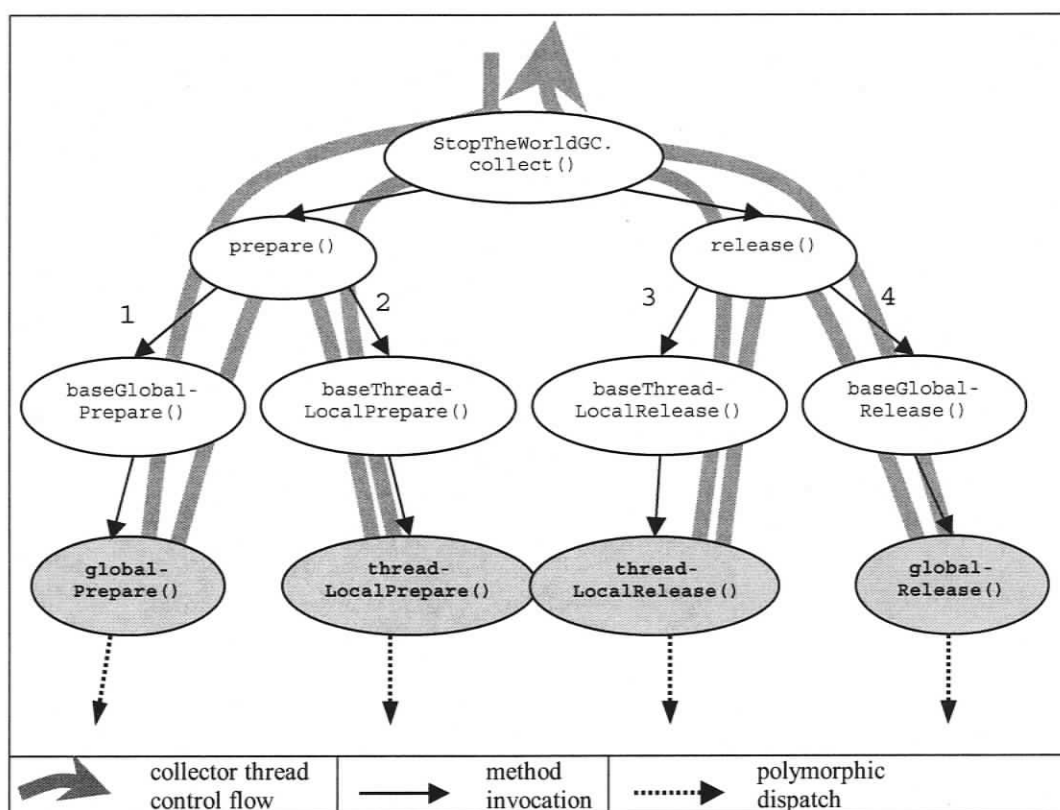 StopTheWorldGC.
collect()
prepare()
release()
1
2
3
4
baseGlobal-
Prepare()
baseThread-
LocalPrepare()
baseThread-
LocalRelease()
baseGlobal-
Release()
global-
Prepare()
thread-
LocalPrepare()
thread-
LocalRelease()
global-
Release()
collector thread
control flow
method
invocation
polymorphic
dispatch